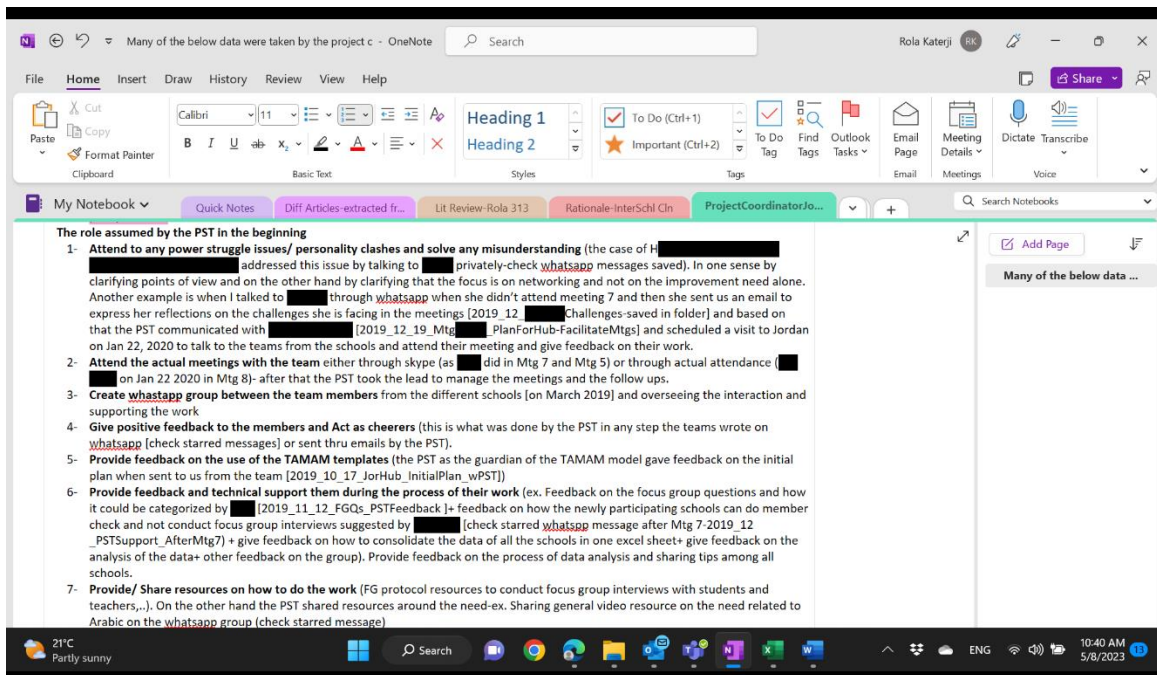 Many of the below data were taken by the project c - OneNote
Search
Rola Katerji RK
File Home Insert Draw History Review View Help
Share
Paste
Cut
Copy
Format Painter
Clipboard
Calibri 11
B I U ab x₂ A
Basic Text
Heading 1
Heading 2
Styles
To Do (Ctrl+1)
Important (Ctrl+2)
To Do Tag
Find Tags
Outlook Tasks
Tags
Email Page
Email
Meeting Details
Meetings
Dictate
Transcribe
Voice
My Notebook
Quick Notes
Diff Articles-extracted fr...
Lit Review-Rola 313
Rationale-InterSchl Cln
ProjectCoordinatorJo...
Search Notebooks
Add Page
Many of the below data ...
The role assumed by the PST in the beginning
1- Attend to any power struggle issues/ personality clashes and solve any misunderstanding (the case of H
addressed this issue by talking to privately-check whatsapp messages saved). In one sense by
clarifying points of view and on the other hand by clarifying that the focus is on networking and not on the improvement need alone.
Another example is when I talked to through whatsapp when she didn't attend meeting 7 and then she sent us an email to
express her reflections on the challenges she is facing in the meetings [2019_12_ Challenges-saved in folder] and based on
that the PST communicated with [2019_12_19_Mtg _PlanForHub-FacilitateMtgs] and scheduled a visit to Jordan
on Jan 22, 2020 to talk to the teams from the schools and attend their meeting and give feedback on their work.
2- Attend the actual meetings with the team either through skype (as did in Mtg 7 and Mtg 5) or through actual attendance (
on Jan 22 2020 in Mtg 8)- after that the PST took the lead to manage the meetings and the follow ups.
3- Create whastapp group between the team members from the different schools [on March 2019] and overseeing the interaction and
supporting the work
4- Give positive feedback to the members and Act as cheerers (this is what was done by the PST in any step the teams wrote on
whatsapp [check starred messages] or sent thru emails by the PST).
5- Provide feedback on the use of the TAMAM templates (the PST as the guardian of the TAMAM model gave feedback on the initial
plan when sent to us from the team [2019_10_17_JorHub_InitialPlan_wPST])
6- Provide feedback and technical support them during the process of their work (ex. Feedback on the focus group questions and how
it could be categorized by [2019_11_12_FGQs_PSTFeedback ]+ feedback on how the newly participating schools can do member
check and not conduct focus group interviews suggested by [check starred whatspp message after Mtg 7-2019_12
_PSTSupport_AfterMtg7) + give feedback on how to consolidate the data of all the schools in one excel sheet+ give feedback on the
analysis of the data+ other feedback on the group). Provide feedback on the process of data analysis and sharing tips among all
schools.
7- Provide/ Share resources on how to do the work (FG protocol resources to conduct focus group interviews with students and
teachers,..). On the other hand the PST shared resources around the need-ex. Sharing general video resource on the need related to
Arabic on the whatsapp group (check starred message)
21°C
Partly sunny
Search
ENG
10:40 AM
5/8/2023
13